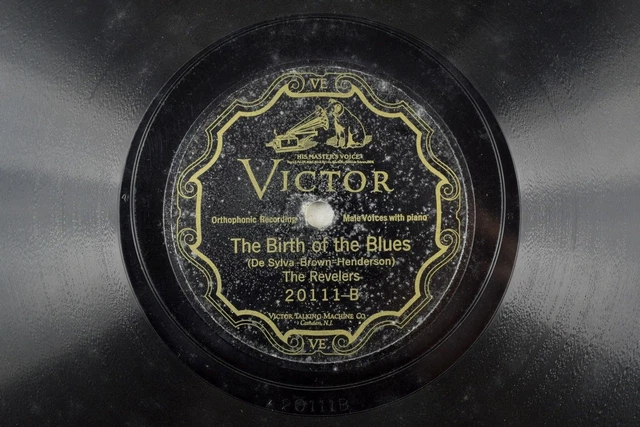 VE
HIS MASTER'S VOICE
VICTOR
Orthophonic Recording Male Voices with piano
The Birth of the Blues
(De Sylva-Brown-Henderson)
The Revelers
20111-B
VICTOR TALKING MACHINE CO.
Camden, N.J.
VE
20111B